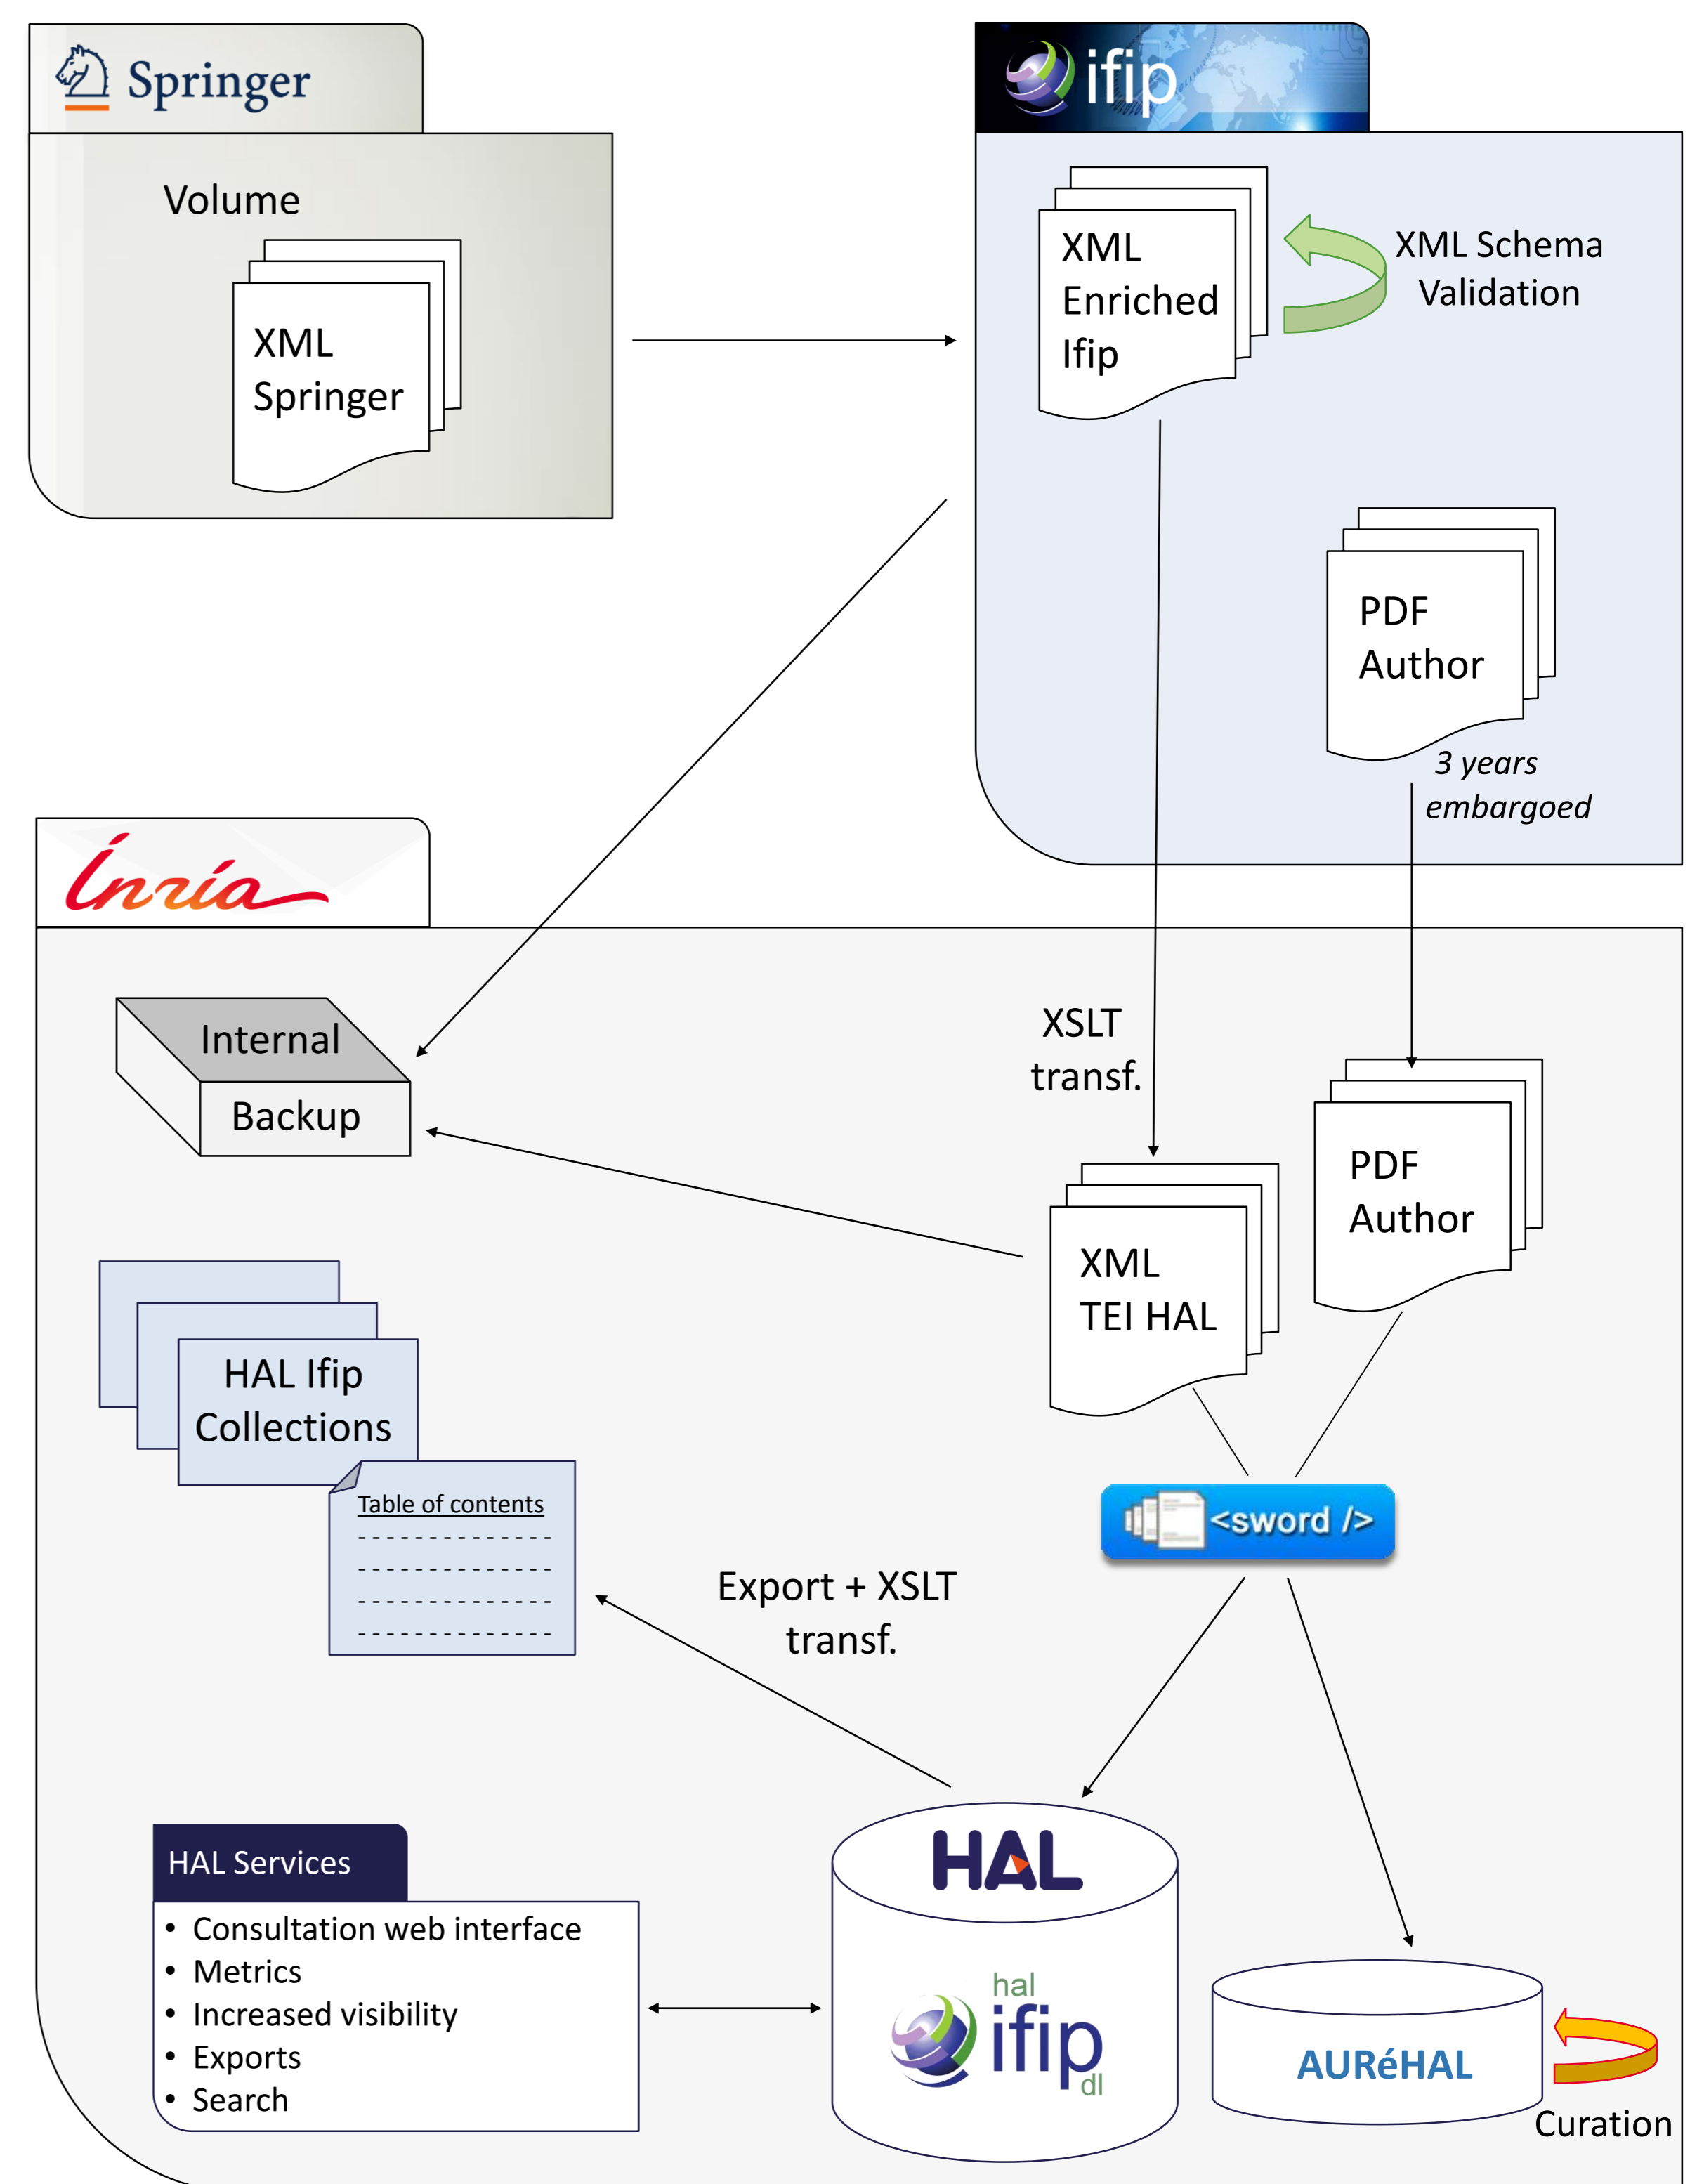 Springer
ifip
Volume
XML
Springer
XML
Enriched
Ifip
XML Schema
Validation
PDF
Author
3 years
embargoed
Inría
Internal
Backup
XSLT
transf.
PDF
Author
XML
TEI HAL
HAL Ifip
Collections
Table of contents
<sword />
Export + XSLT
transf.
HAL
HAL Services
• Consultation web interface
• Metrics
• Increased visibility
• Exports
• Search
hal
ifip
dl
AURéHAL
Curation